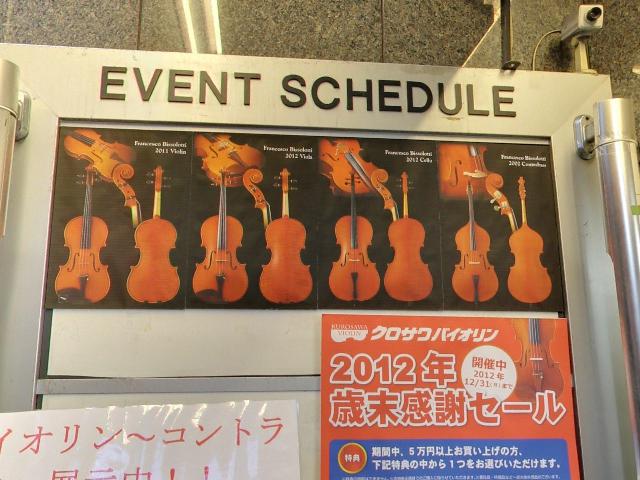 EVENT SCHEDULE
Francesco Bissolotti
2011 Violin
Francesco Bissolotti
2012 Viola
Francesco Bissolotti
2012 Cello
Francesco Bissolotti
2002 Contrabass
KUROSAWA
VIOLIN
クロサワバイオリン
2012年
歳末感謝セール
開催中
2012年
12/31(月)まで
特典
期間中、5万円以上お買い上げの方、
下記特典の中から1つをお選びいただけます。
イオリン〜コントラ
展示中!!